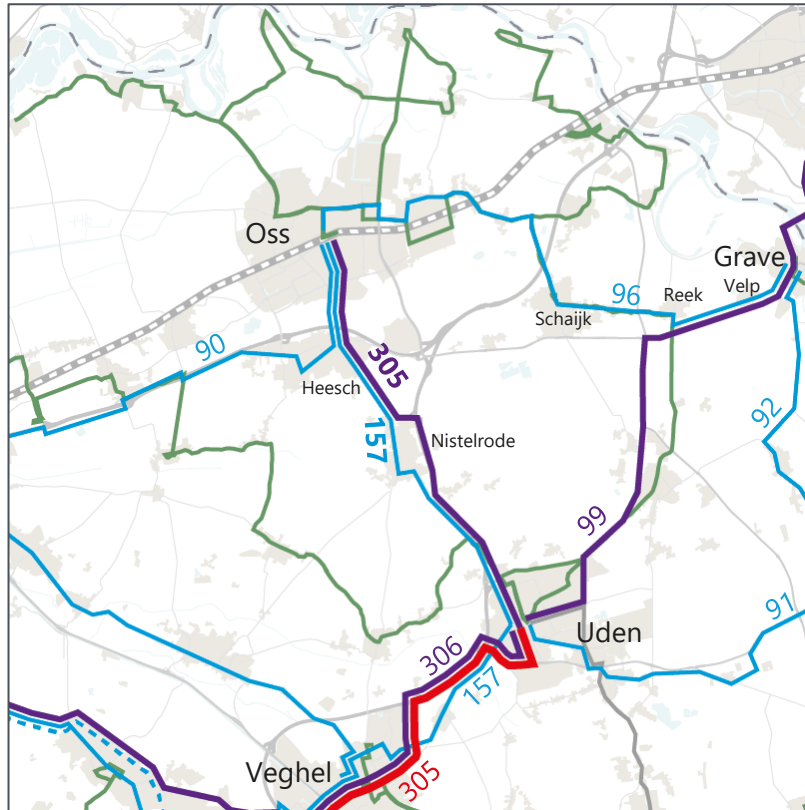 Oss
Grave
Velp
Reek
96
Schaijk
90
305
Heesch
92
157
Nistelrode
99
91
Uden
306
157
Veghel
305